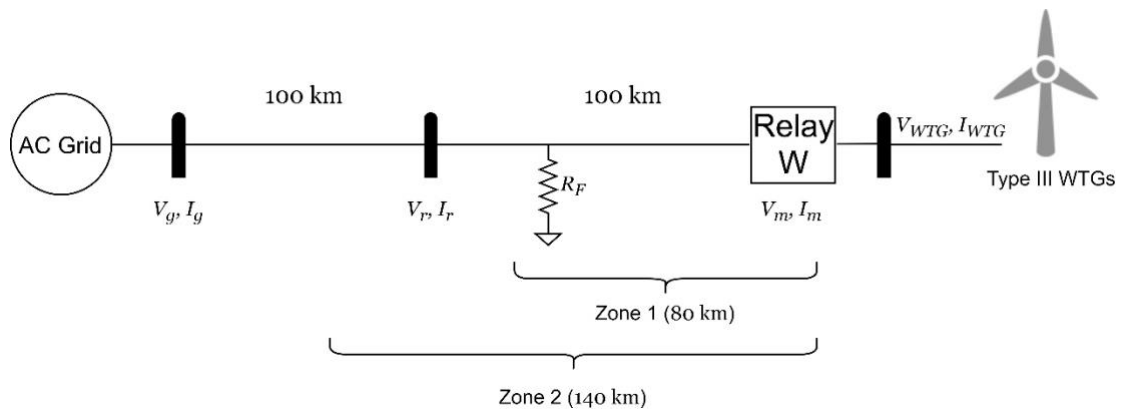 100 km
100 km
AC Grid
Relay
W
V_WTG, I_WTG
Type III WTGs
R_F
V_g, I_g
V_r, I_r
V_m, I_m
Zone 1 (80 km)
Zone 2 (140 km)